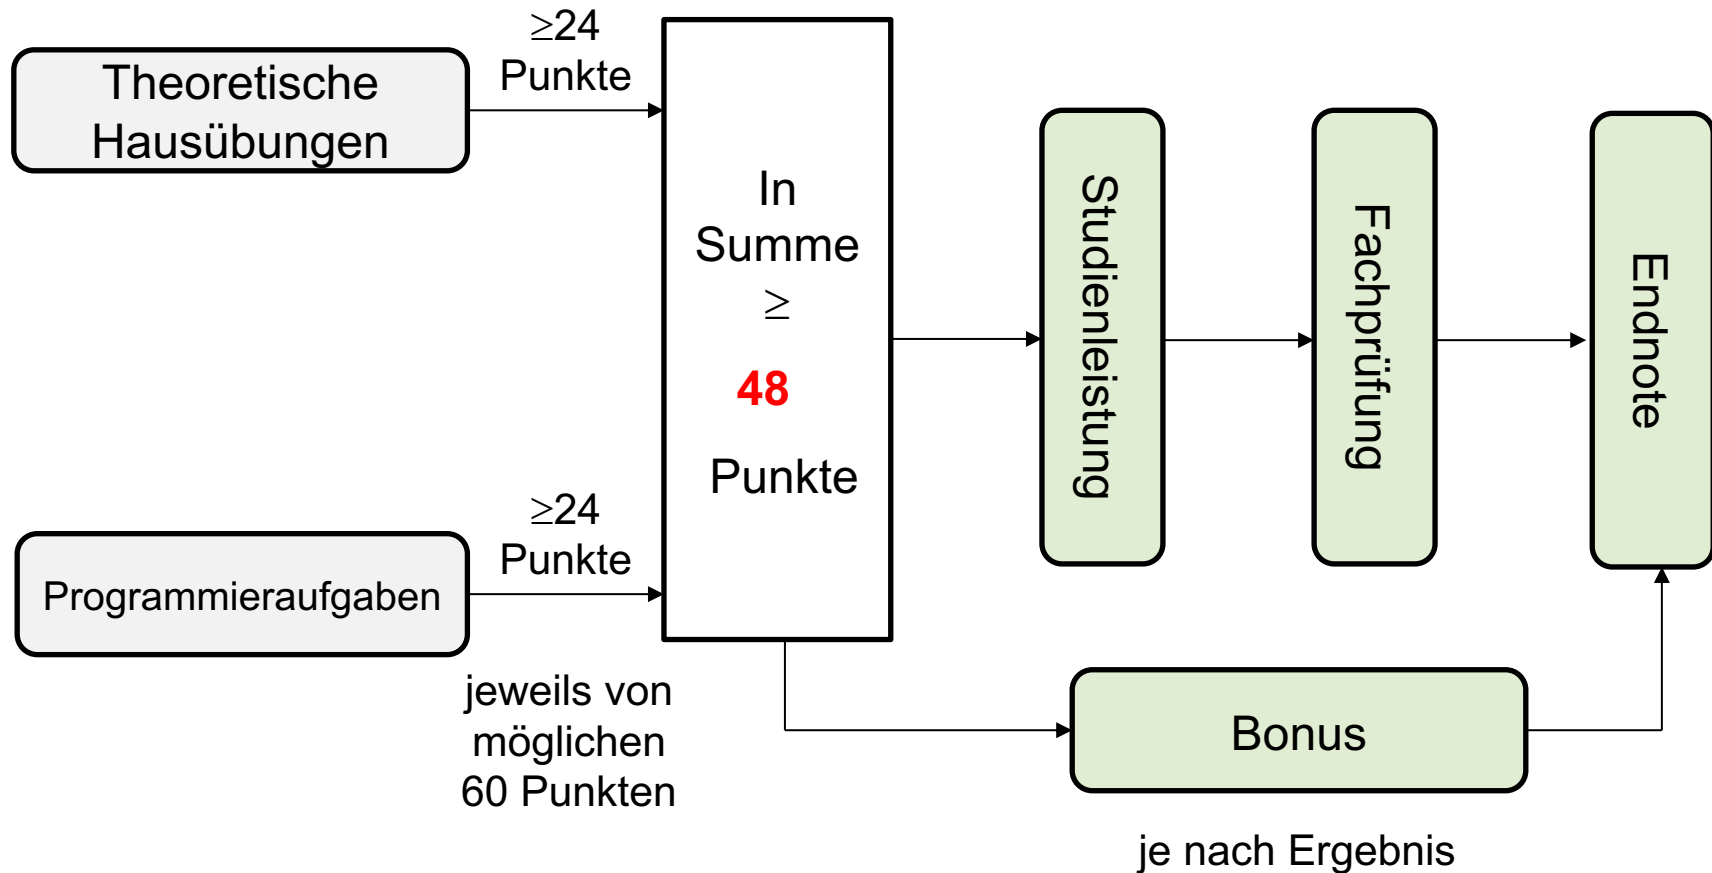 ≥24
Punkte
Theoretische
Hausübungen
In
Summe
≥
48
Punkte
≥24
Punkte
Programmieraufgaben
jeweils von
möglichen
60 Punkten
Studienleistung
Fachprüfung
Endnote
Bonus
je nach Ergebnis